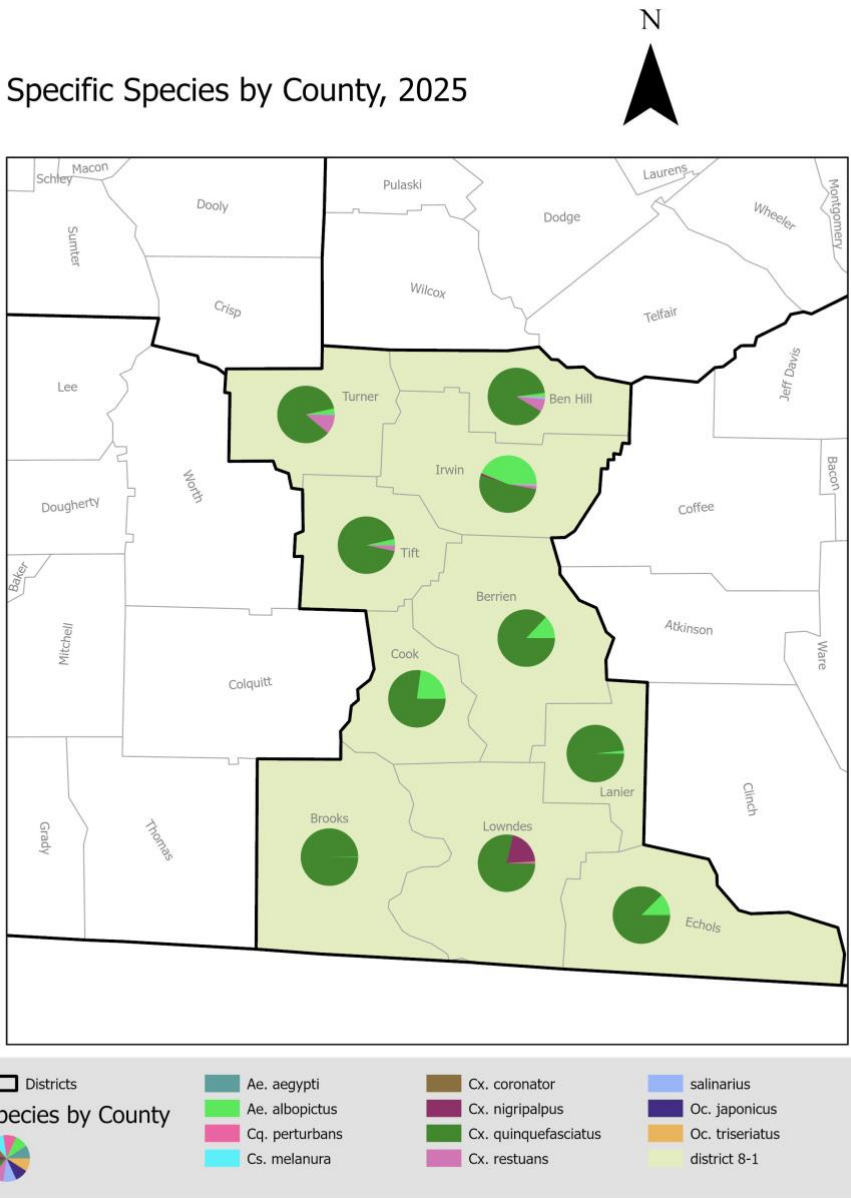 N
Specific Species by County, 2025
Macon
Schley
Laurens
Pulaski
Montgomery
Dooly
Dodge
Wheeler
Sumter
Wilcox
Crisp
Telfair
Lee
Turner
Ben Hill
Jeff Davis
Irwin
Bacon
Worth
Dougherty
Coffee
Tift
Baker
Berrien
Atkinson
Mitchell
Cook
Ware
Colquitt
Lanier
Clinch
Brooks
Lowndes
Grady
Thomas
Echols
Districts
pecies by County
Ae. aegypti
Ae. albopictus
Cq. perturbans
Cs. melanura
Cx. coronator
Cx. nigripalpus
Cx. quinquefasciatus
Cx. restuans
salinarius
Oc. japonicus
Oc. triseriatus
district 8-1